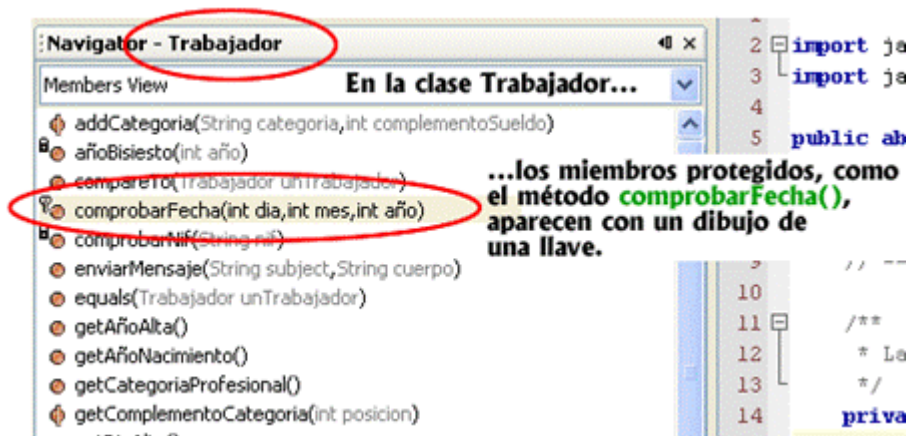 Navigator - Trabajador
Members View
En la clase Trabajador...
addCategoria(String categoria,int complementoSueldo)
añoBisiesto(int año)
compareTo(Trabajador unTrabajador)
comprobarFecha(int dia,int mes,int año)
comprobarNif(String nif)
enviarMensaje(String subject,String cuerpo)
equals(Trabajador unTrabajador)
getAñoAlta()
getAñoNacimiento()
getCategoriaProfesional()
getComplementoCategoria(int posicion)
...los miembros protegidos, como
el método comprobarFecha(),
aparecen con un dibujo de
una llave.
2 import ja
3 import ja
4
5 public ab
9 // --
10
11 /**
12 * La
13 */
14 priva